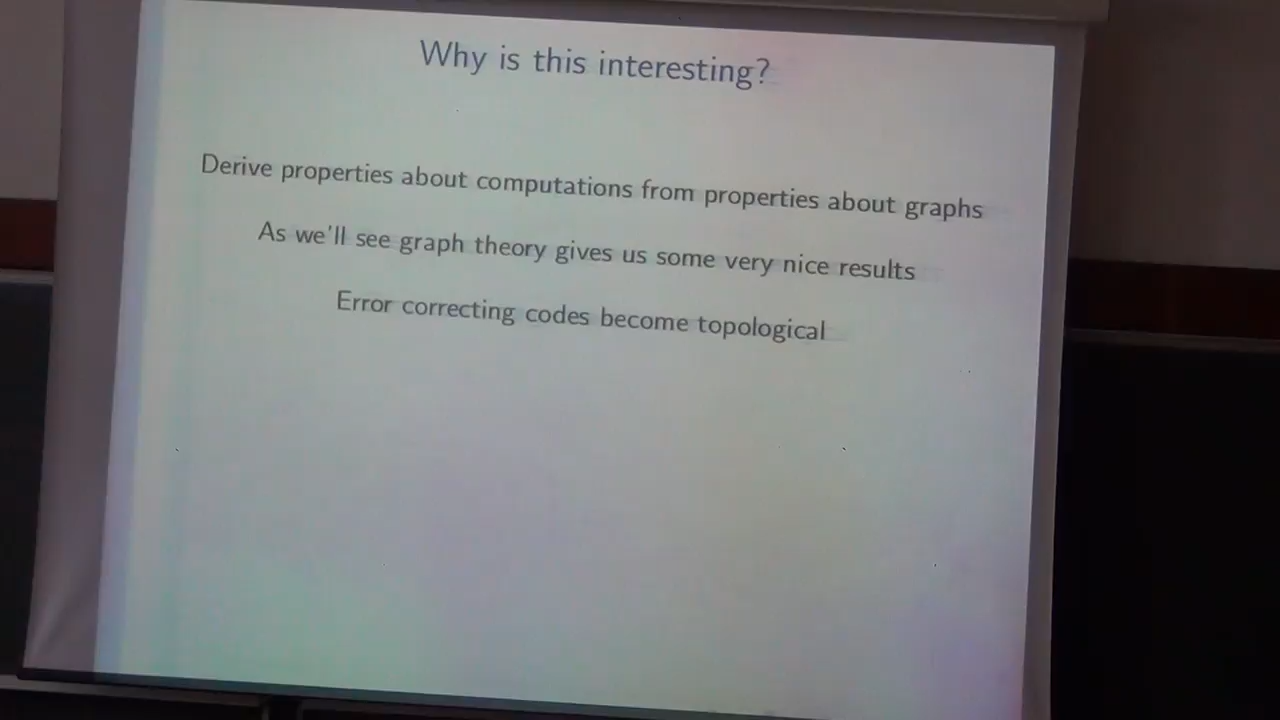 Why is this interesting?
Derive properties about computations from properties about graphs
As we'll see graph theory gives us some very nice results
Error correcting codes become topological